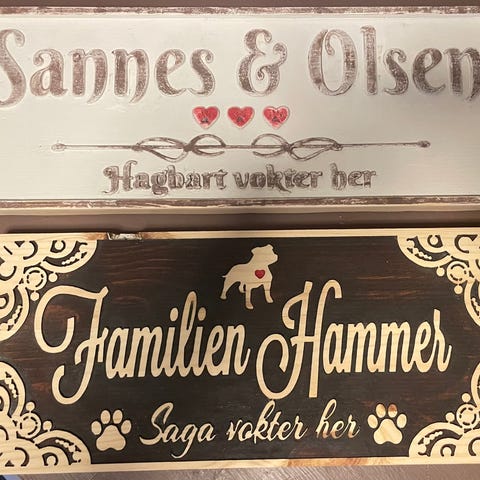 Sannes & Olsen
Hagbart vokter her
Familien Hammer
Saga vokter her